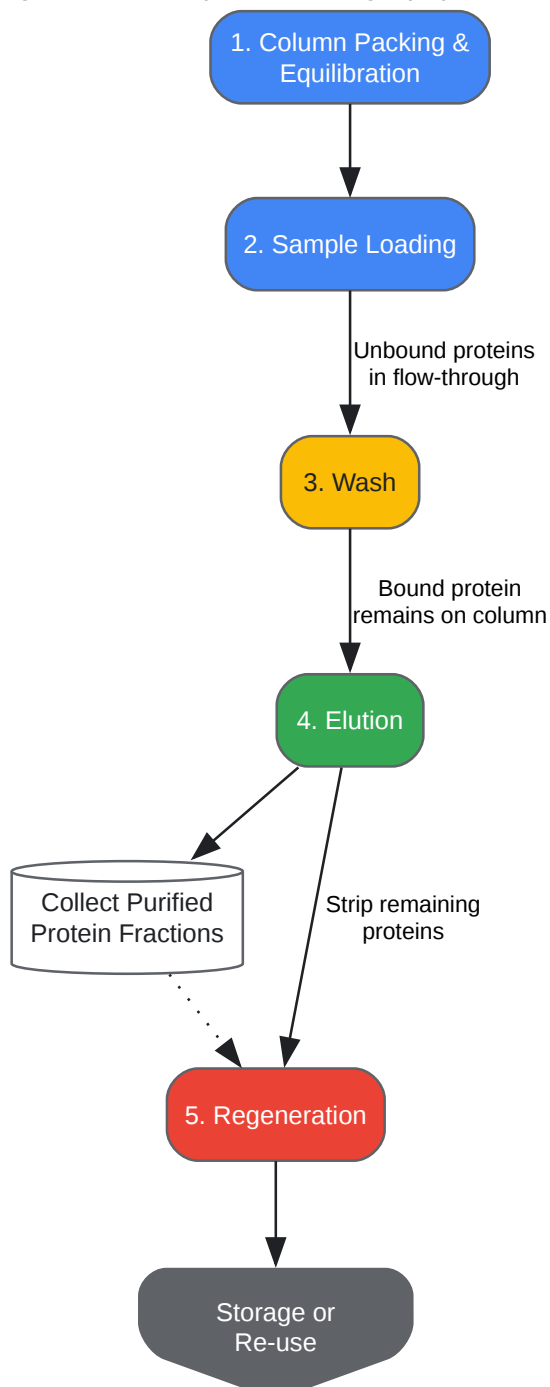 1. Column Packing &
Equilibration
2. Sample Loading
Unbound proteins
in flow-through
3. Wash
Bound protein
remains on column
4. Elution
Collect Purified
Protein Fractions
Strip remaining
proteins
5. Regeneration
Storage or
Re-use